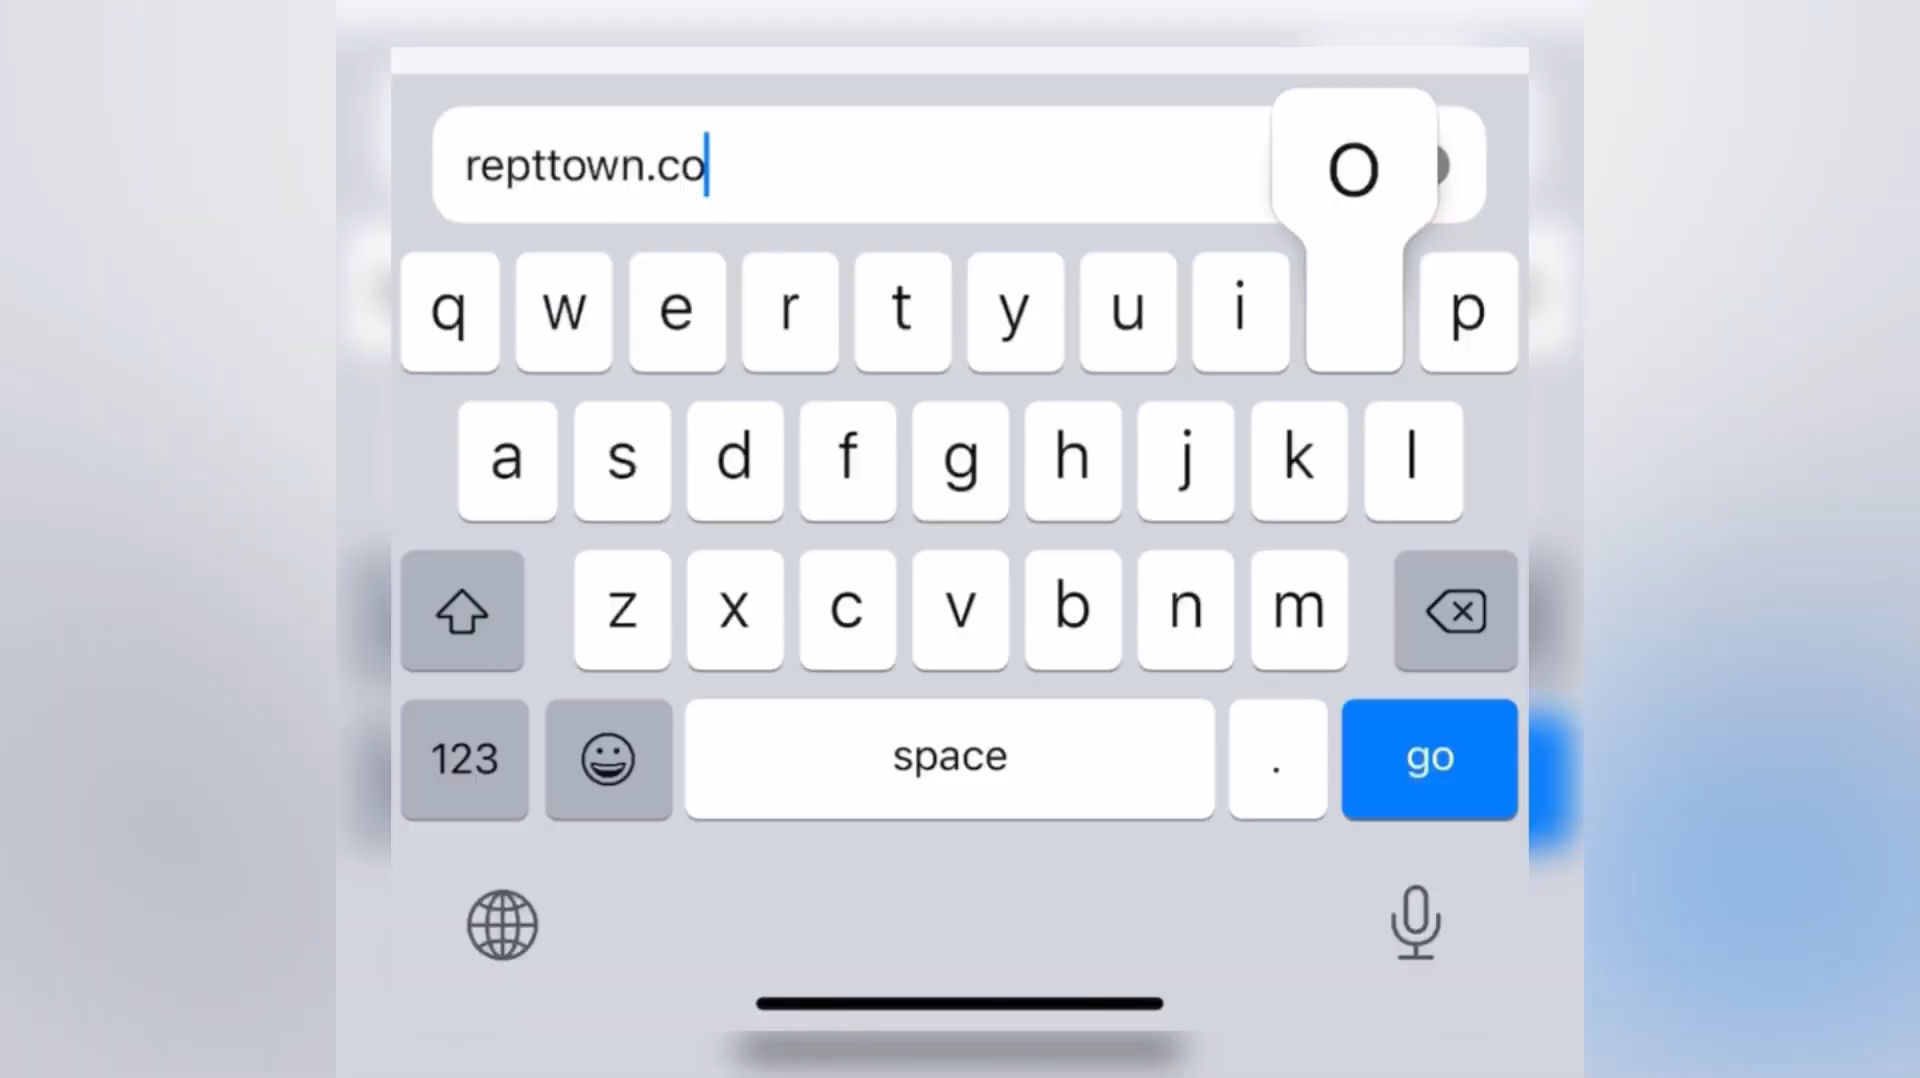 repttown.co
O
q w e r t y u i p
a s d f g h j k l
z x c v b n m
123 space . go